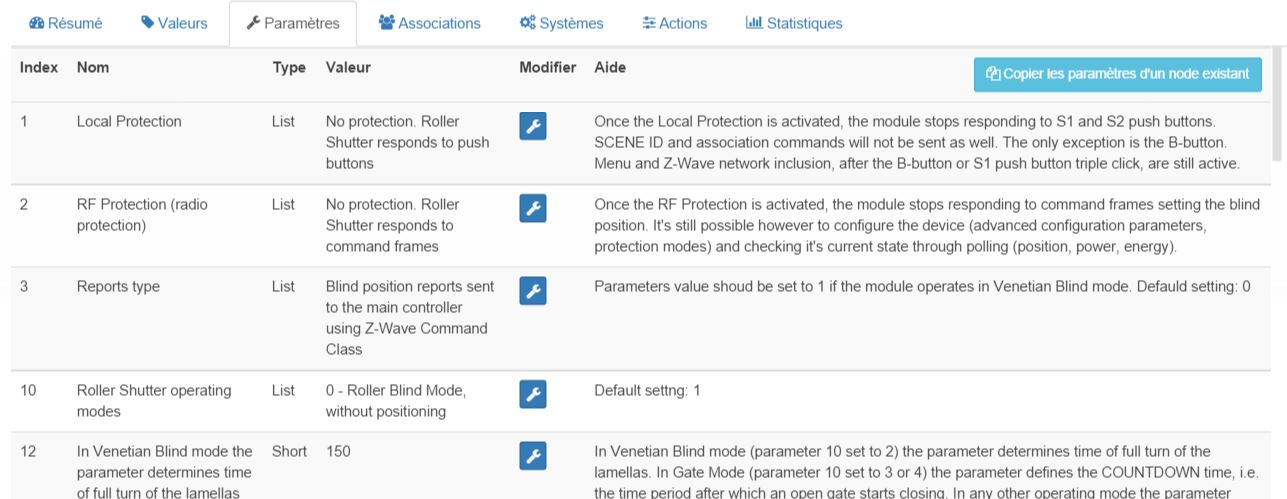 Résumé Valeurs Paramètres Associations Systèmes Actions Statistiques
Index Nom Type Valeur Modifier Aide Copier les paramètres d'un node existant
1 Local Protection List No protection. Roller Once the Local Protection is activated, the module stops responding to S1 and S2 push buttons.
Shutter responds to push SCENE ID and association commands will not be sent as well. The only exception is the B-button.
buttons Menu and Z-Wave network inclusion, after the B-button or S1 push button triple click, are still active.
2 RF Protection (radio List No protection. Roller Once the RF Protection is activated, the module stops responding to command frames setting the blind
protection) Shutter responds to position. It's still possible however to configure the device (advanced configuration parameters,
command frames protection modes) and checking it's current state through polling (position, power, energy).
3 Reports type List Blind position reports sent Parameters value shoud be set to 1 if the module operates in Venetian Blind mode. Defauld setting: 0
to the main controller
using Z-Wave Command
Class
10 Roller Shutter operating List 0 - Roller Blind Mode, Default settng: 1
modes without positioning
12 In Venetian Blind mode the Short 150 In Venetian Blind mode (parameter 10 set to 2) the parameter determines time of full turn of the
parameter determines time lamellas. In Gate Mode (parameter 10 set to 3 or 4) the parameter defines the COUNTDOWN time, i.e.
of full turn of the lamellas the time period after which an open gate starts closing. In any other operating mode the parameter